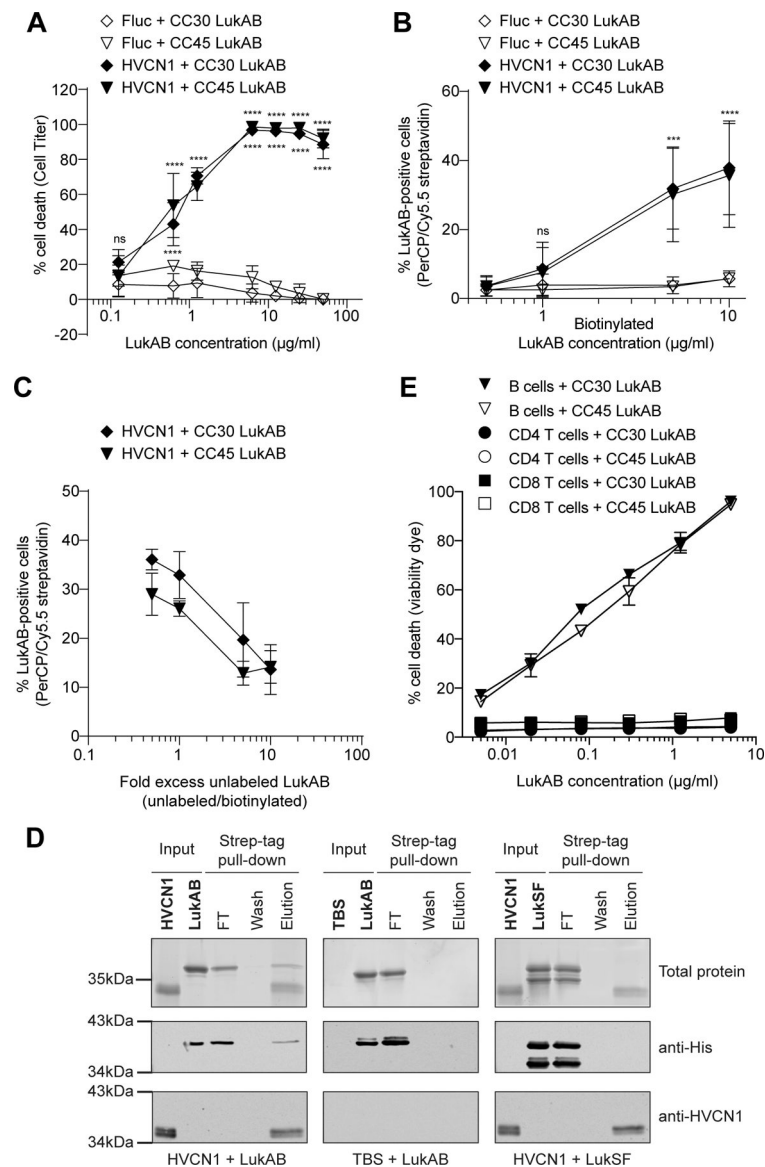 A
Fluc + CC30 LukAB
Fluc + CC45 LukAB
HVCN1 + CC30 LukAB
HVCN1 + CC45 LukAB
% cell death (Cell Titer)
120
100
80
60
40
20
0
-20
ns
****
****
****
****
****
****
****
****
****
****
****
0.1
1
10
100
LukAB concentration (µg/ml)
B
Fluc + CC30 LukAB
Fluc + CC45 LukAB
HVCN1 + CC30 LukAB
HVCN1 + CC45 LukAB
% LukAB-positive cells
(PerCP/Cy5.5 streptavidin)
60
40
20
0
ns
***
****
1
10
Biotinylated
LukAB concentration (µg/ml)
C
HVCN1 + CC30 LukAB
HVCN1 + CC45 LukAB
% LukAB-positive cells
(PerCP/Cy5.5 streptavidin)
50
40
30
20
10
0
0.1
1
10
100
Fold excess unlabeled LukAB
(unlabeled/biotinylated)
E
B cells + CC30 LukAB
B cells + CC45 LukAB
CD4 T cells + CC30 LukAB
CD4 T cells + CC45 LukAB
CD8 T cells + CC30 LukAB
CD8 T cells + CC45 LukAB
% cell death (viability dye)
100
80
60
40
20
0
0.01
0.1
1
10
LukAB concentration (µg/ml)
D
Input
Strep-tag
pull-down
Input
Strep-tag
pull-down
Input
Strep-tag
pull-down
HVCN1
LukAB
FT
Wash
Elution
TBS
LukAB
FT
Wash
Elution
HVCN1
LukSF
FT
Wash
Elution
35kDa
Total protein
43kDa
34kDa
anti-His
43kDa
34kDa
anti-HVCN1
HVCN1 + LukAB
TBS + LukAB
HVCN1 + LukSF